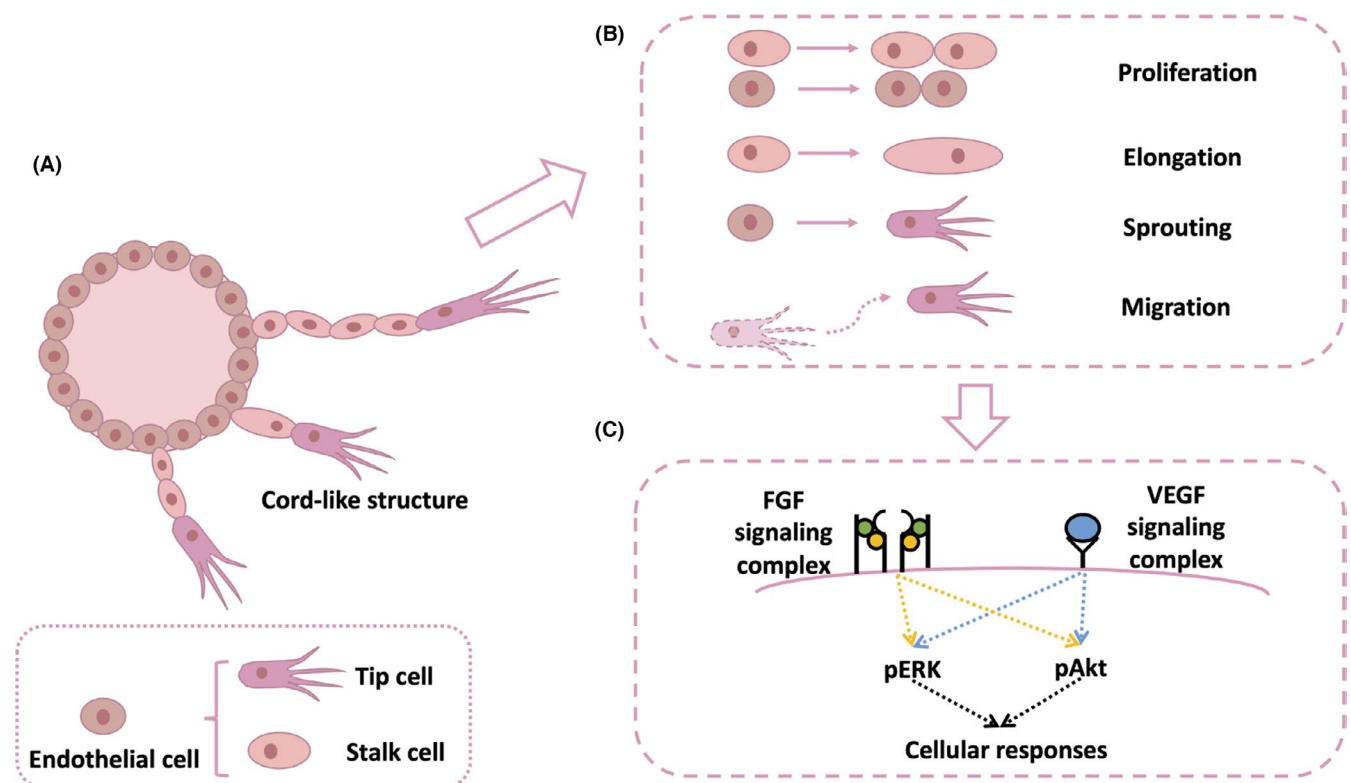 (A)
Cord-like structure
Endothelial cell
Tip cell
Stalk cell
(B)
Proliferation
Elongation
Sprouting
Migration
(C)
FGF
signaling
complex
VEGF
signaling
complex
pERK
pAkt
Cellular responses